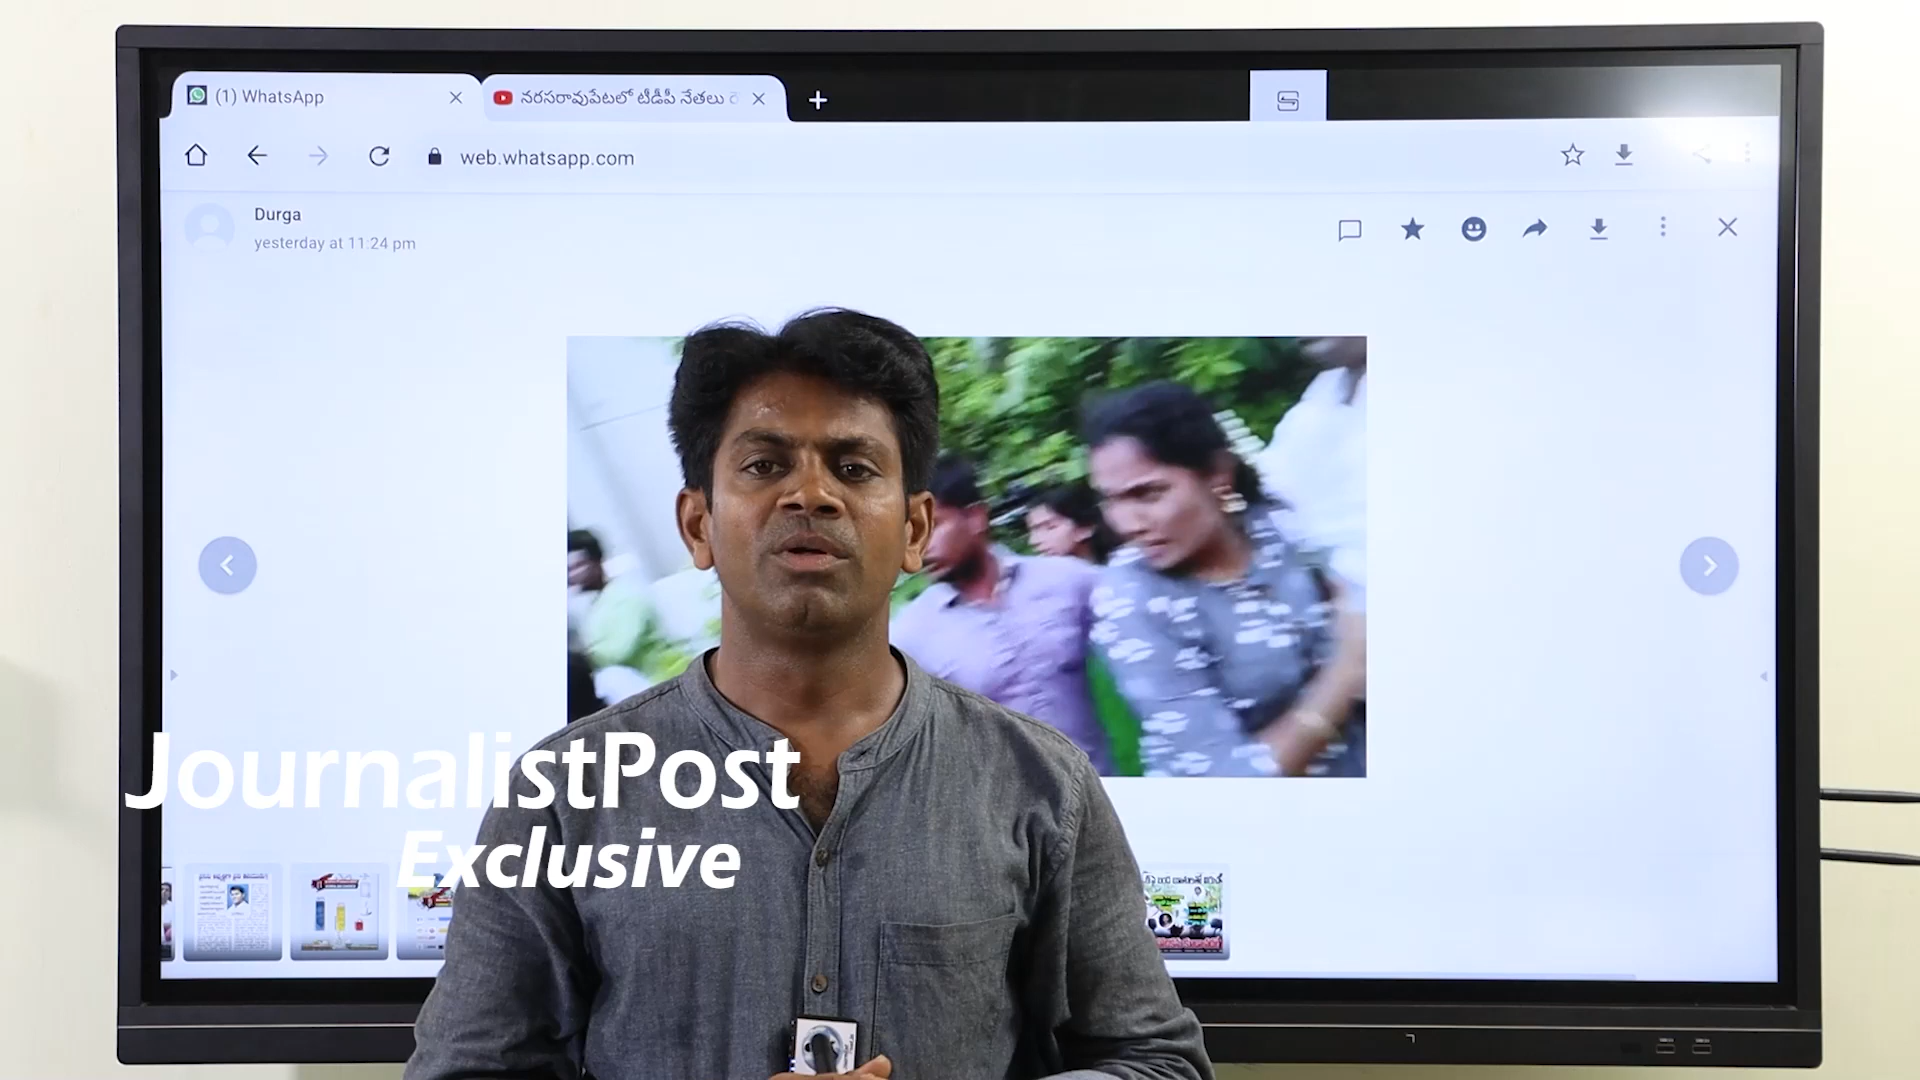 (1) WhatsApp
నరసరావుపేటలో టీడీపీ నేతలు
web.whatsapp.com
Durga
yesterday at 11:24 pm
JournalistPost
Exclusive